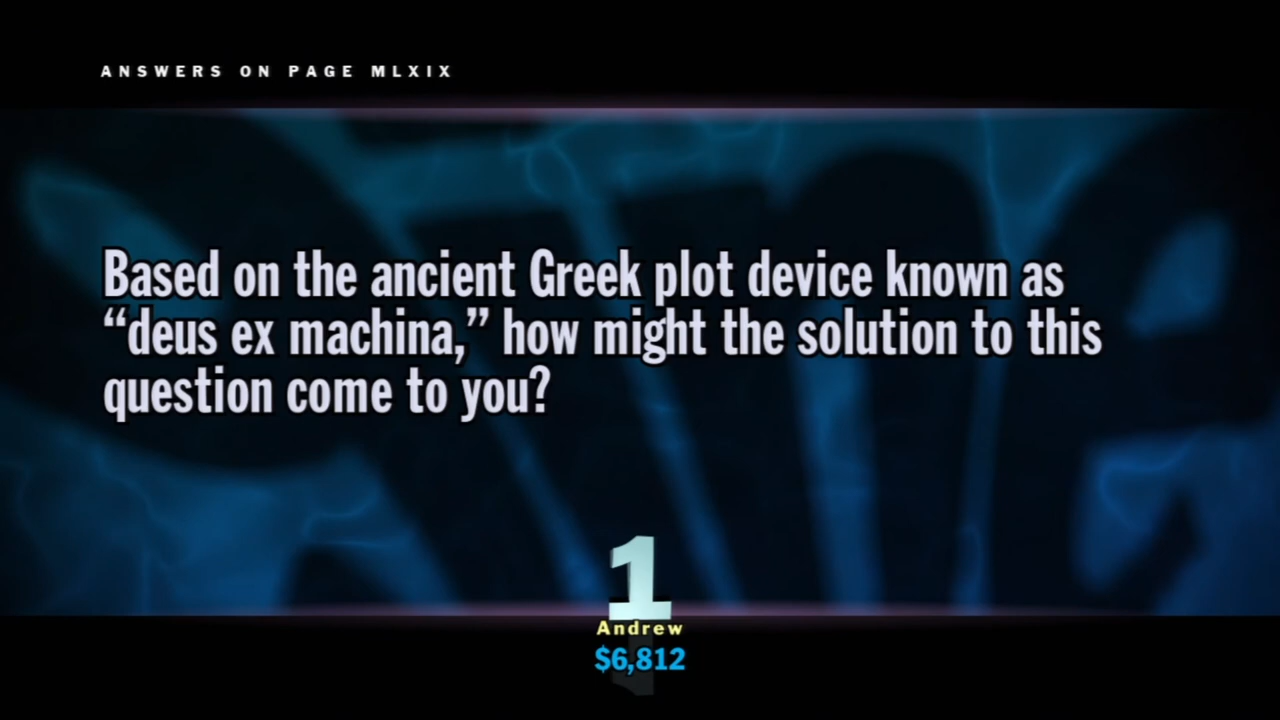 ANSWERS ON PAGE MLXIX
Based on the ancient Greek plot device known as
“deus ex machina,” how might the solution to this
question come to you?
1
Andrew
$6,812